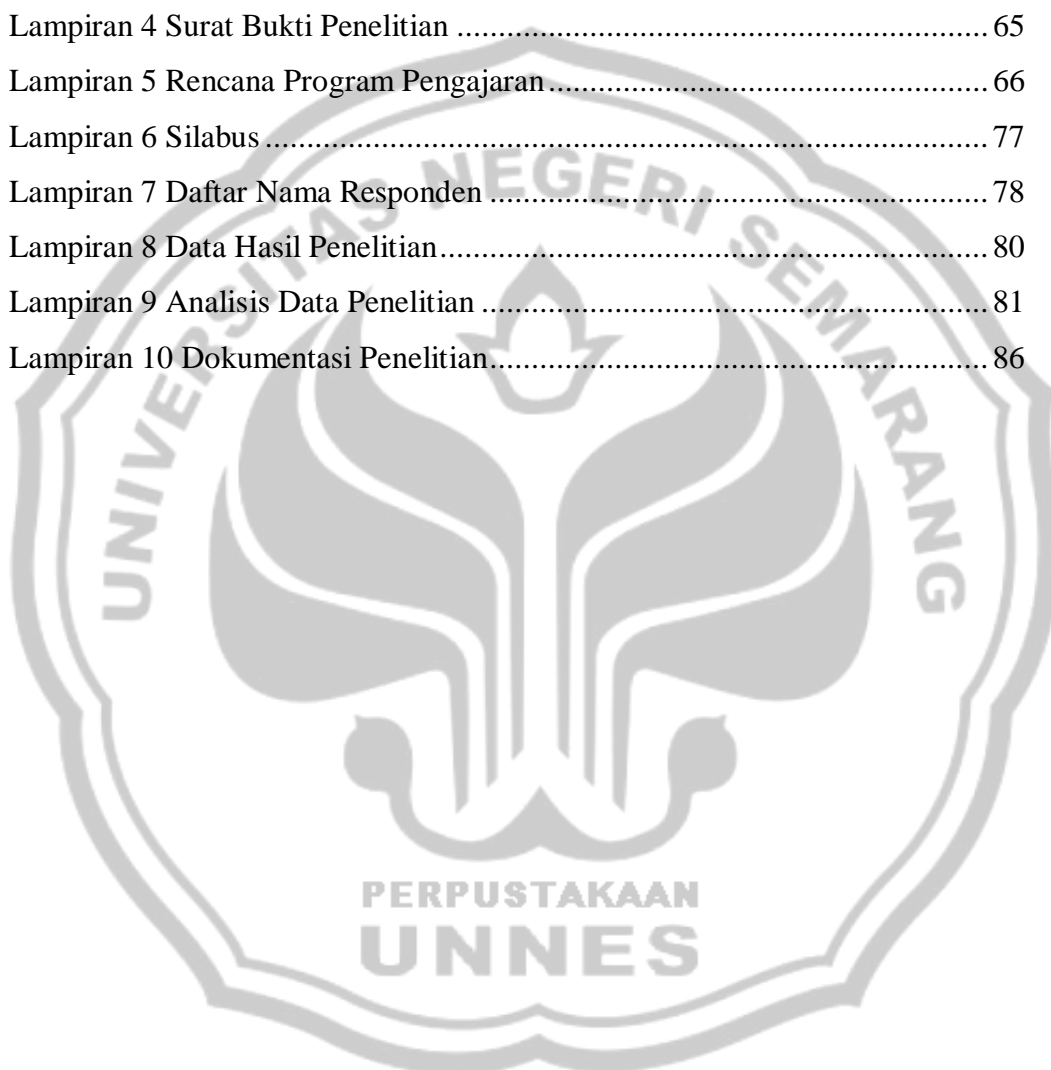 Lampiran 4 Surat Bukti Penelitian ................................................................... 65
Lampiran 5 Rencana Program Pengajaran ........................................................ 66
Lampiran 6 Silabus ........................................................................................... 77
Lampiran 7 Daftar Nama Responden ............................................................... 78
Lampiran 8 Data Hasil Penelitian ..................................................................... 80
Lampiran 9 Analisis Data Penelitian ................................................................ 81
Lampiran 10 Dokumentasi Penelitian ............................................................... 86
UNIVERSITAS NEGERI SEMARANG
PERPUSTAKAAN
UNNES